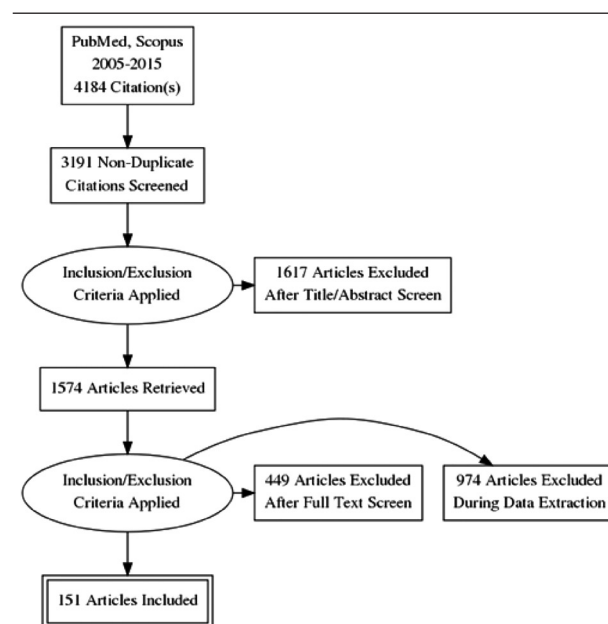 PubMed, Scopus
2005-2015
4184 Citation(s)
3191 Non-Duplicate
Citations Screened
Inclusion/Exclusion
Criteria Applied
1617 Articles Excluded
After Title/Abstract Screen
1574 Articles Retrieved
Inclusion/Exclusion
Criteria Applied
449 Articles Excluded
After Full Text Screen
974 Articles Excluded
During Data Extraction
151 Articles Included